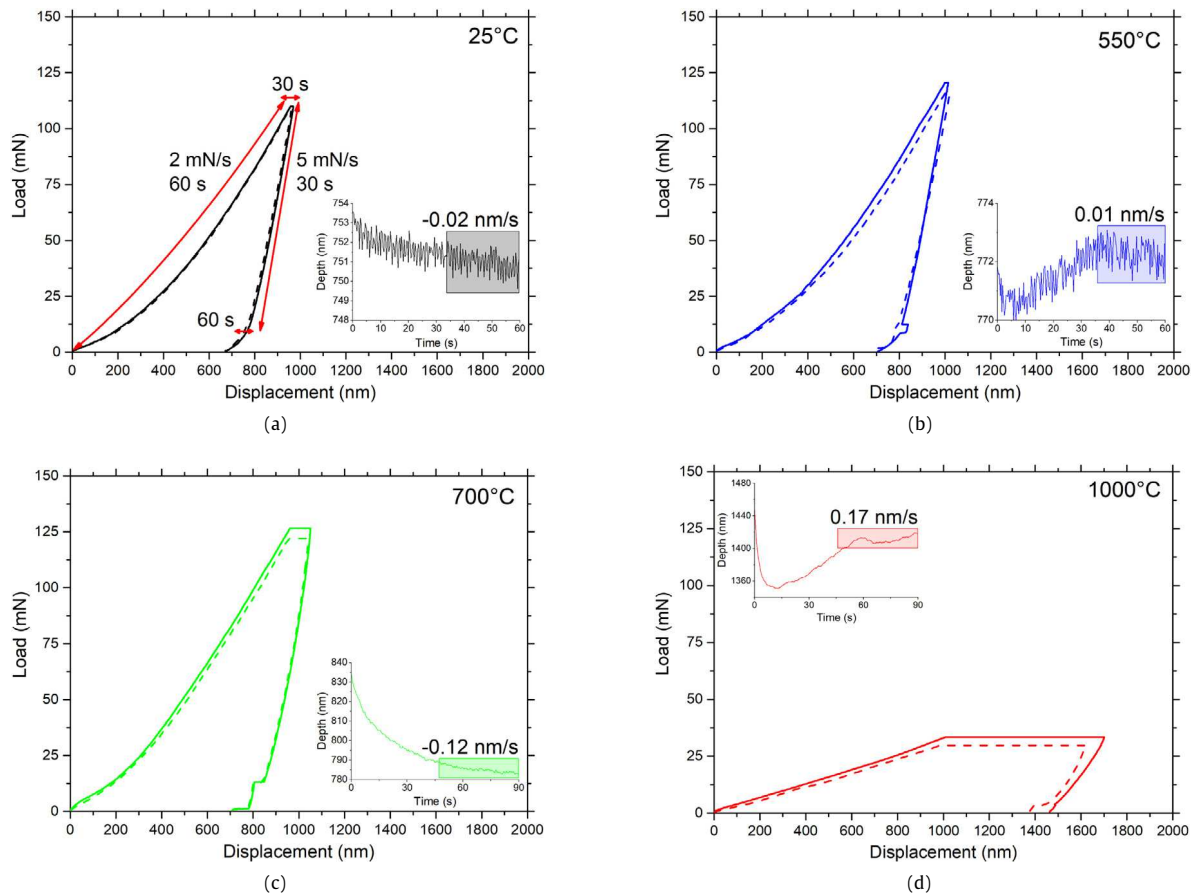 25°C
150
125
100
75
50
25
0
Load (mN)
30 s
2 mN/s
60 s
5 mN/s
30 s
60 s
-0.02 nm/s
754
753
752
751
750
749
748
Depth (nm)
0 10 20 30 40 50 60
Time (s)
0 200 400 600 800 1000 1200 1400 1600 1800 2000
Displacement (nm)
(a)
550°C
150
125
100
75
50
25
0
Load (mN)
0.01 nm/s
774
772
770
Depth (nm)
0 10 20 30 40 50 60
Time (s)
0 200 400 600 800 1000 1200 1400 1600 1800 2000
Displacement (nm)
(b)
700°C
150
125
100
75
50
25
0
Load (mN)
-0.12 nm/s
840
830
820
810
800
790
780
Depth (nm)
0 30 60 90
Time (s)
0 200 400 600 800 1000 1200 1400 1600 1800 2000
Displacement (nm)
(c)
1000°C
150
125
100
75
50
25
0
Load (mN)
0.17 nm/s
1480
1440
1400
1360
Depth (nm)
0 30 60 90
Time (s)
0 200 400 600 800 1000 1200 1400 1600 1800 2000
Displacement (nm)
(d)